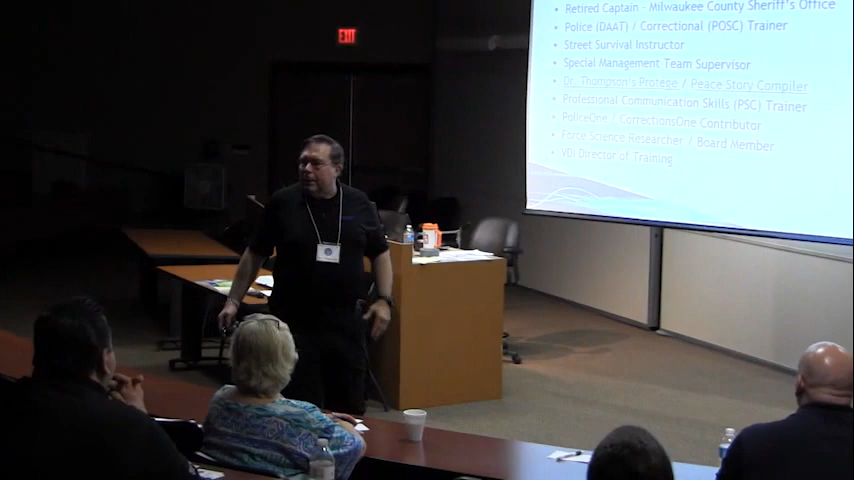 EXIT
Retired Captain - Milwaukee County Sheriff's Office
Police (DAAT) / Correctional (POSC) Trainer
Street Survival Instructor
Special Management Team Supervisor
Dr. Thompson's Protege / Peace Story Compiler
Professional Communication Skills (PSC) Trainer
PoliceOne / CorrectionsOne Contributor
Force Science Researcher / Board Member
VDI Director of Training